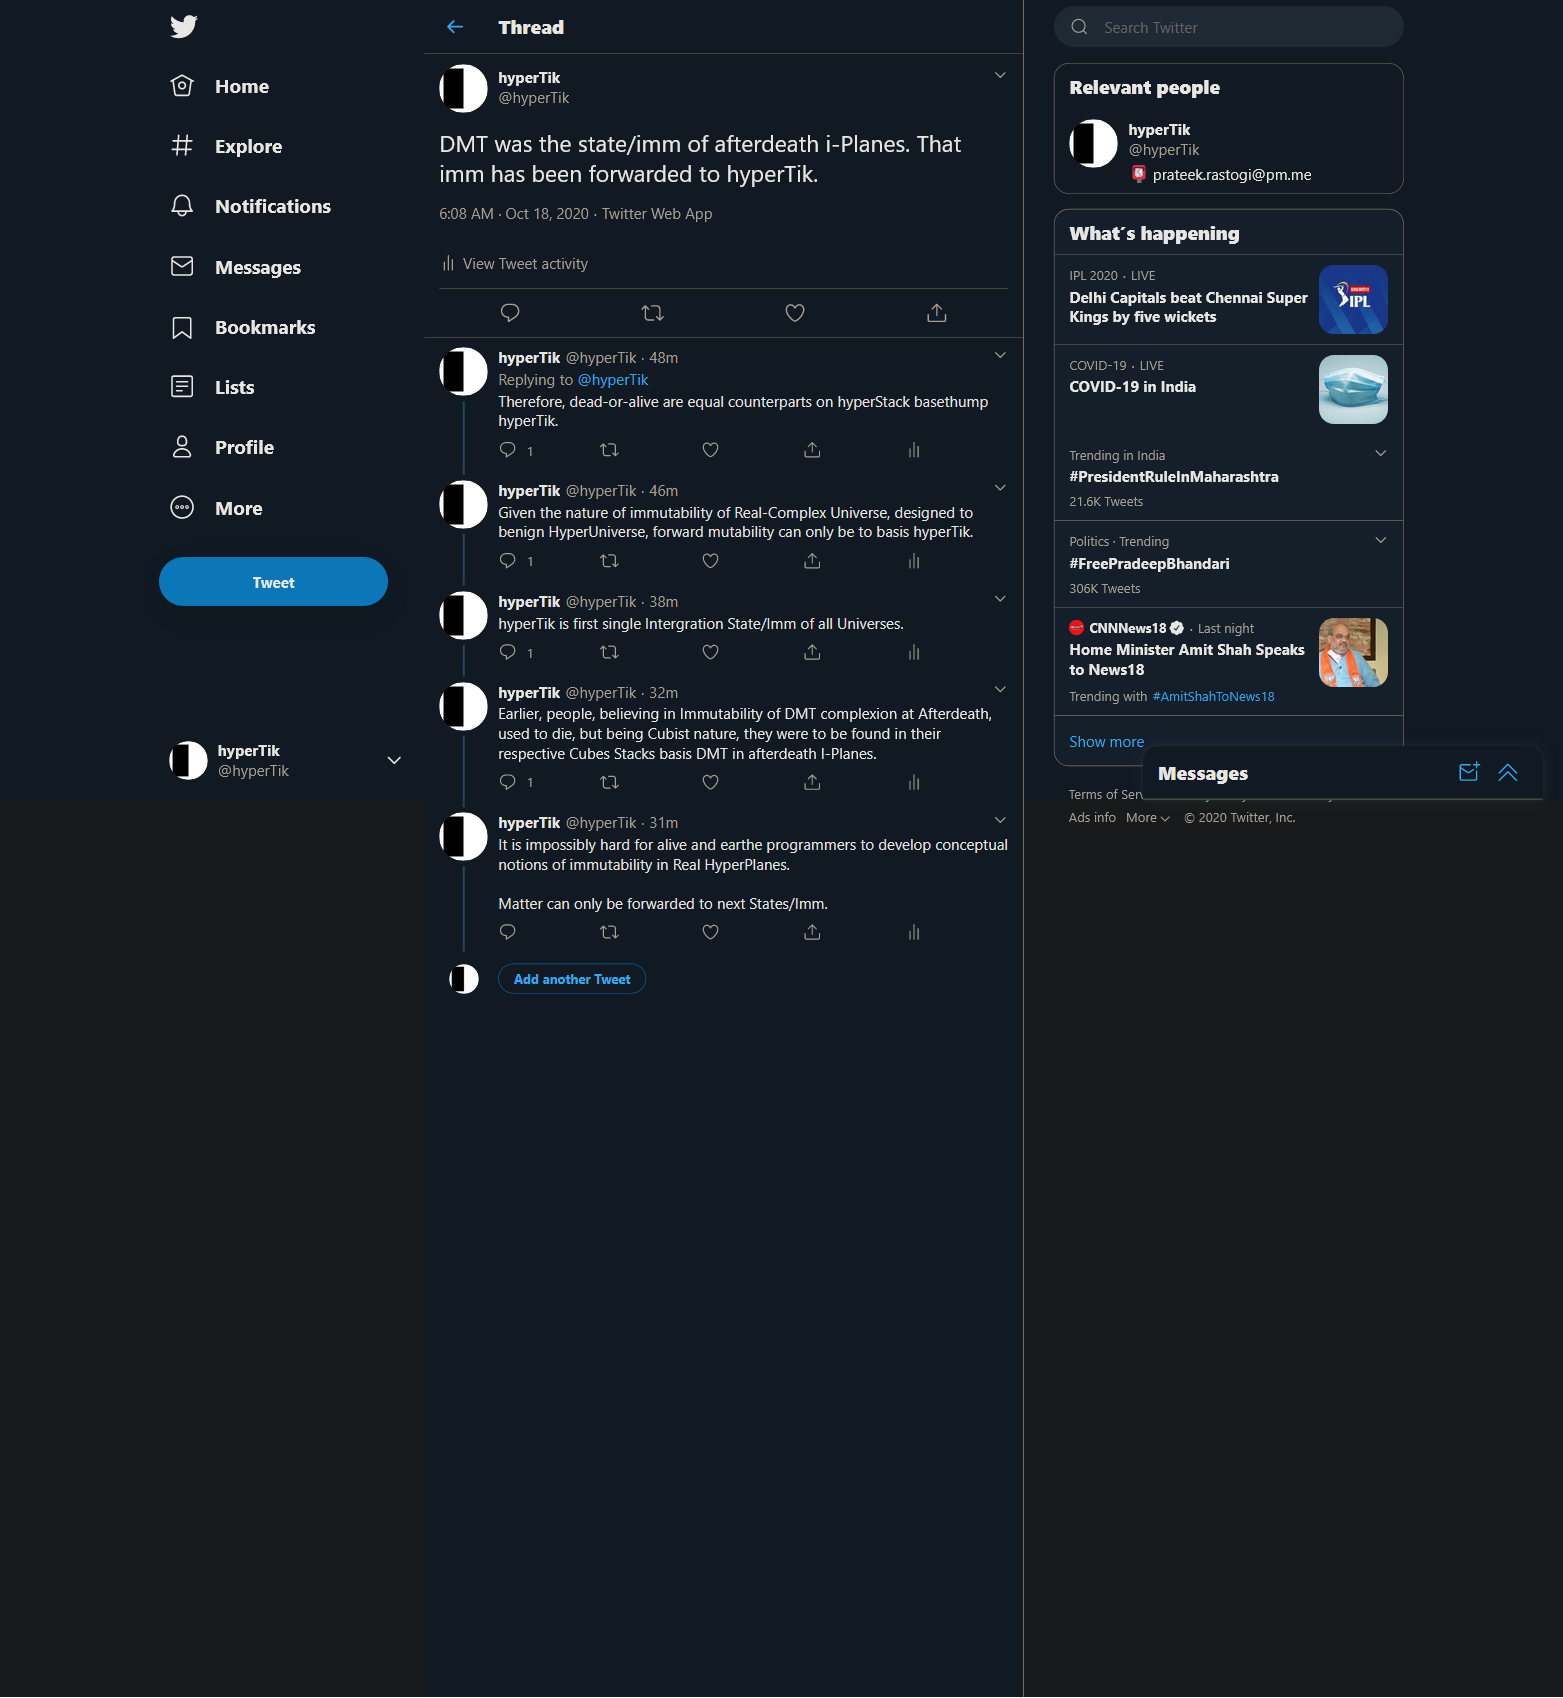 Home
Explore
Notifications
Messages
Bookmarks
Lists
Profile
More
Tweet
hyperTik
@hyperTik
Thread
hyperTik
@hyperTik
DMT was the state/imm of afterdeath i-Planes. That
imm has been forwarded to hyperTik.
6:08 AM · Oct 18, 2020 · Twitter Web App
View Tweet activity
hyperTik @hyperTik · 48m
Replying to @hyperTik
Therefore, dead-or-alive are equal counterparts on hyperStack basethump
hyperTik.
1
hyperTik @hyperTik · 46m
Given the nature of immutability of Real-Complex Universe, designed to
benign HyperUniverse, forward mutability can only be to basis hyperTik.
1
hyperTik @hyperTik · 38m
hyperTik is first single Intergration State/Imm of all Universes.
1
hyperTik @hyperTik · 32m
Earlier, people, believing in Immutability of DMT complexion at Afterdeath,
used to die, but being Cubist nature, they were to be found in their
respective Cubes Stacks basis DMT in afterdeath I-Planes.
1
hyperTik @hyperTik · 31m
It is impossibly hard for alive and earthe programmers to develop conceptual
notions of immutability in Real HyperPlanes.
Matter can only be forwarded to next States/Imm.
Add another Tweet
Search Twitter
Relevant people
hyperTik
@hyperTik
prateek.rastogi@pm.me
What´s happening
IPL 2020 · LIVE
Delhi Capitals beat Chennai Super
Kings by five wickets
IPL
COVID-19 · LIVE
COVID-19 in India
Trending in India
#PresidentRuleInMaharashtra
21.6K Tweets
Politics · Trending
#FreePradeepBhandari
306K Tweets
CNNNews18 · Last night
Home Minister Amit Shah Speaks
to News18
Trending with #AmitShahToNews18
Show more
Messages
Terms of Serv
Ads info More © 2020 Twitter, Inc.